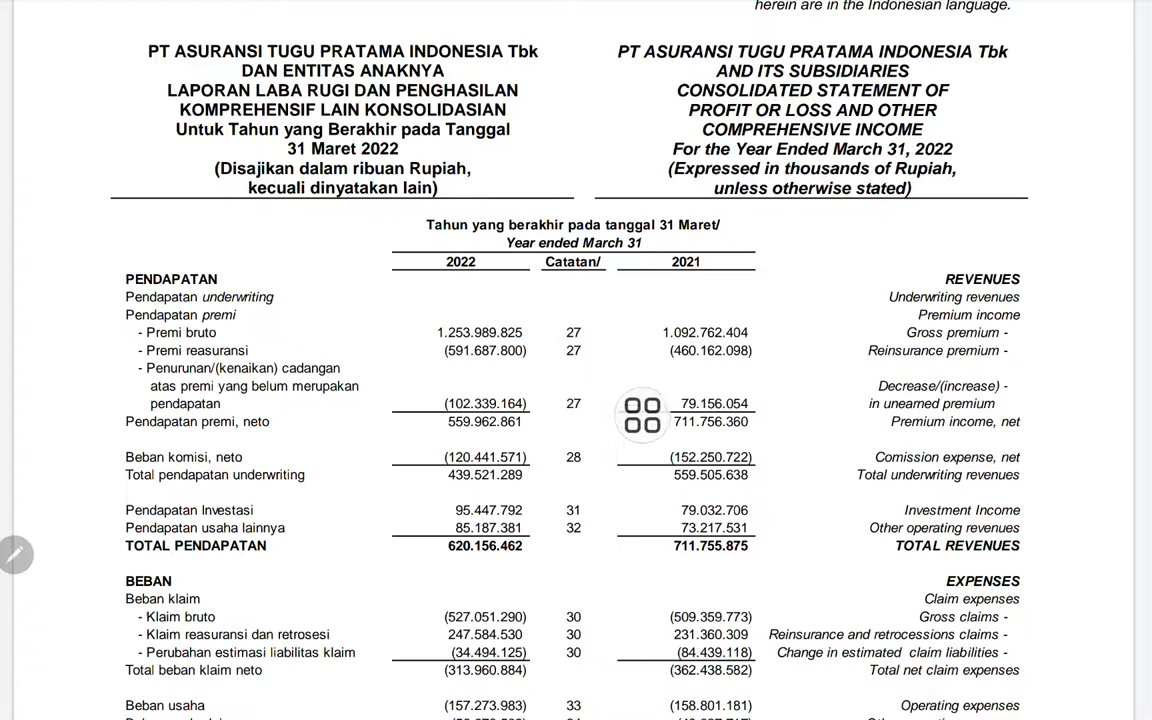 herein are in the Indonesian language.
PT ASURANSI TUGU PRATAMA INDONESIA Tbk
DAN ENTITAS ANAKNYA
LAPORAN LABA RUGI DAN PENGHASILAN
KOMPREHENSIF LAIN KONSOLIDASIAN
Untuk Tahun yang Berakhir pada Tanggal
31 Maret 2022
(Disajikan dalam ribuan Rupiah,
kecuali dinyatakan lain)
PT ASURANSI TUGU PRATAMA INDONESIA Tbk
AND ITS SUBSIDIARIES
CONSOLIDATED STATEMENT OF
PROFIT OR LOSS AND OTHER
COMPREHENSIVE INCOME
For the Year Ended March 31, 2022
(Expressed in thousands of Rupiah,
unless otherwise stated)
Tahun yang berakhir pada tanggal 31 Maret/
Year ended March 31
2022 Catatan/ 2021
PENDAPATAN REVENUES
Pendapatan underwriting Underwriting revenues
Pendapatan premi Premium income
- Premi bruto 1.253.989.825 27 1.092.762.404 Gross premium -
- Premi reasuransi (591.687.800) 27 (460.162.098) Reinsurance premium -
- Penurunan/(kenaikan) cadangan
atas premi yang belum merupakan Decrease/(increase) -
pendapatan (102.339.164) 27 79.156.054 in unearned premium
Pendapatan premi, neto 559.962.861 711.756.360 Premium income, net
Beban komisi, neto (120.441.571) 28 (152.250.722) Comission expense, net
Total pendapatan underwriting 439.521.289 559.505.638 Total underwriting revenues
Pendapatan Investasi 95.447.792 31 79.032.706 Investment Income
Pendapatan usaha lainnya 85.187.381 32 73.217.531 Other operating revenues
TOTAL PENDAPATAN 620.156.462 711.755.875 TOTAL REVENUES
BEBAN EXPENSES
Beban klaim Claim expenses
- Klaim bruto (527.051.290) 30 (509.359.773) Gross claims -
- Klaim reasuransi dan retrosesi 247.584.530 30 231.360.309 Reinsurance and retrocessions claims -
- Perubahan estimasi liabilitas klaim (34.494.125) 30 (84.439.118) Change in estimated claim liabilities -
Total beban klaim neto (313.960.884) (362.438.582) Total net claim expenses
Beban usaha (157.273.983) 33 (158.801.181) Operating expenses